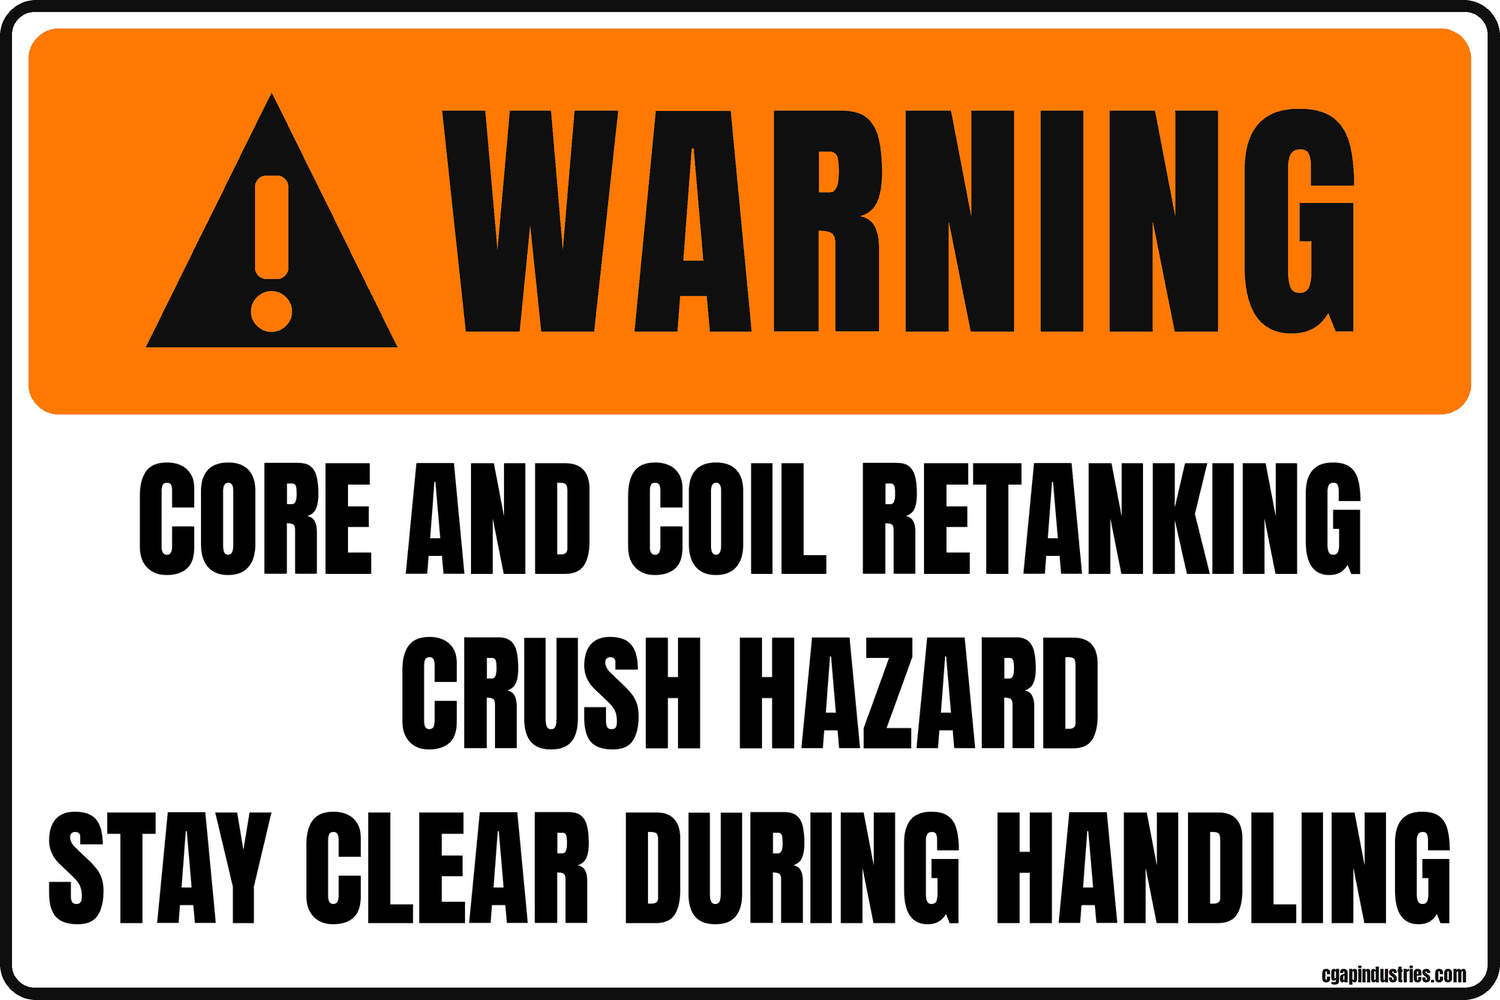 WARNING
CORE AND COIL RETANKING
CRUSH HAZARD
STAY CLEAR DURING HANDLING
cgapindustries.com